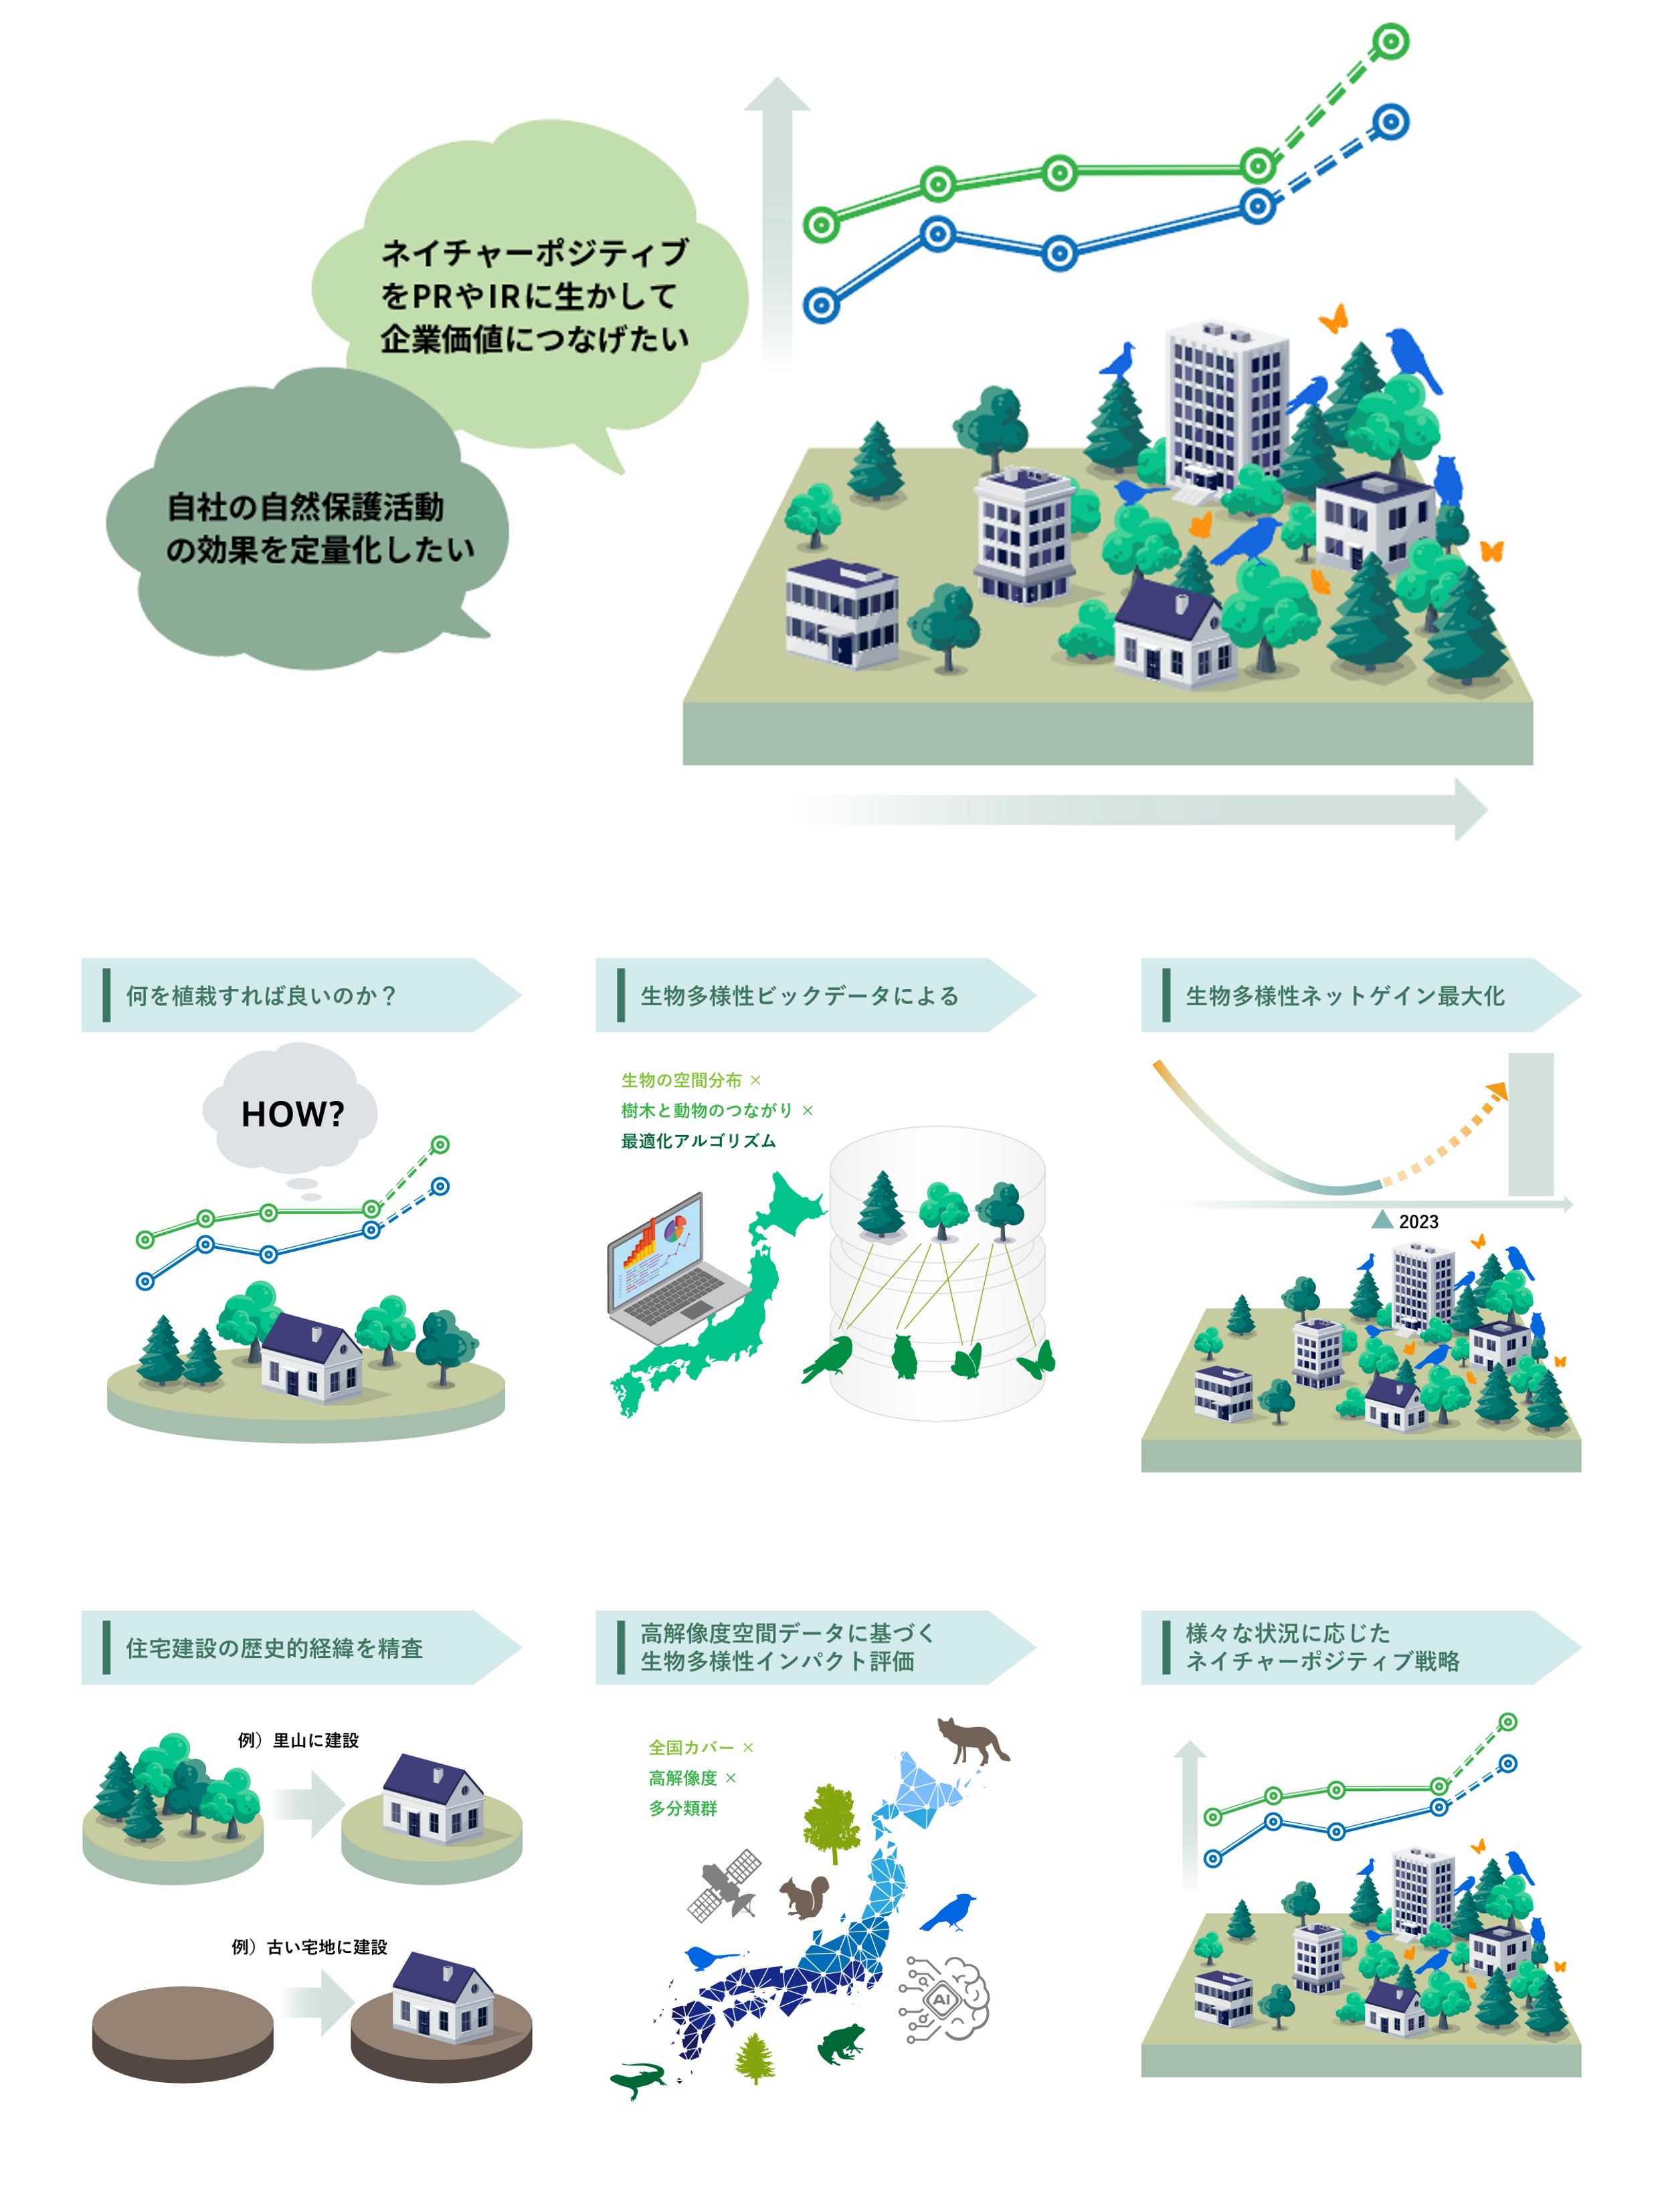 ネイチャーポジティブ
をPRやIRに生かして
企業価値につなげたい
自社の自然保護活動
の効果を定量化したい
何を植栽すれば良いのか？
HOW?
生物多様性ビックデータによる
生物の空間分布 ×
樹木と動物のつながり ×
最適化アルゴリズム
生物多様性ネットゲイン最大化
2023
住宅建設の歴史的経緯を精査
例）里山に建設
例）古い宅地に建設
高解像度空間データに基づく
生物多様性インパクト評価
全国カバー ×
高解像度 ×
多分類群
AI
様々な状況に応じた
ネイチャーポジティブ戦略